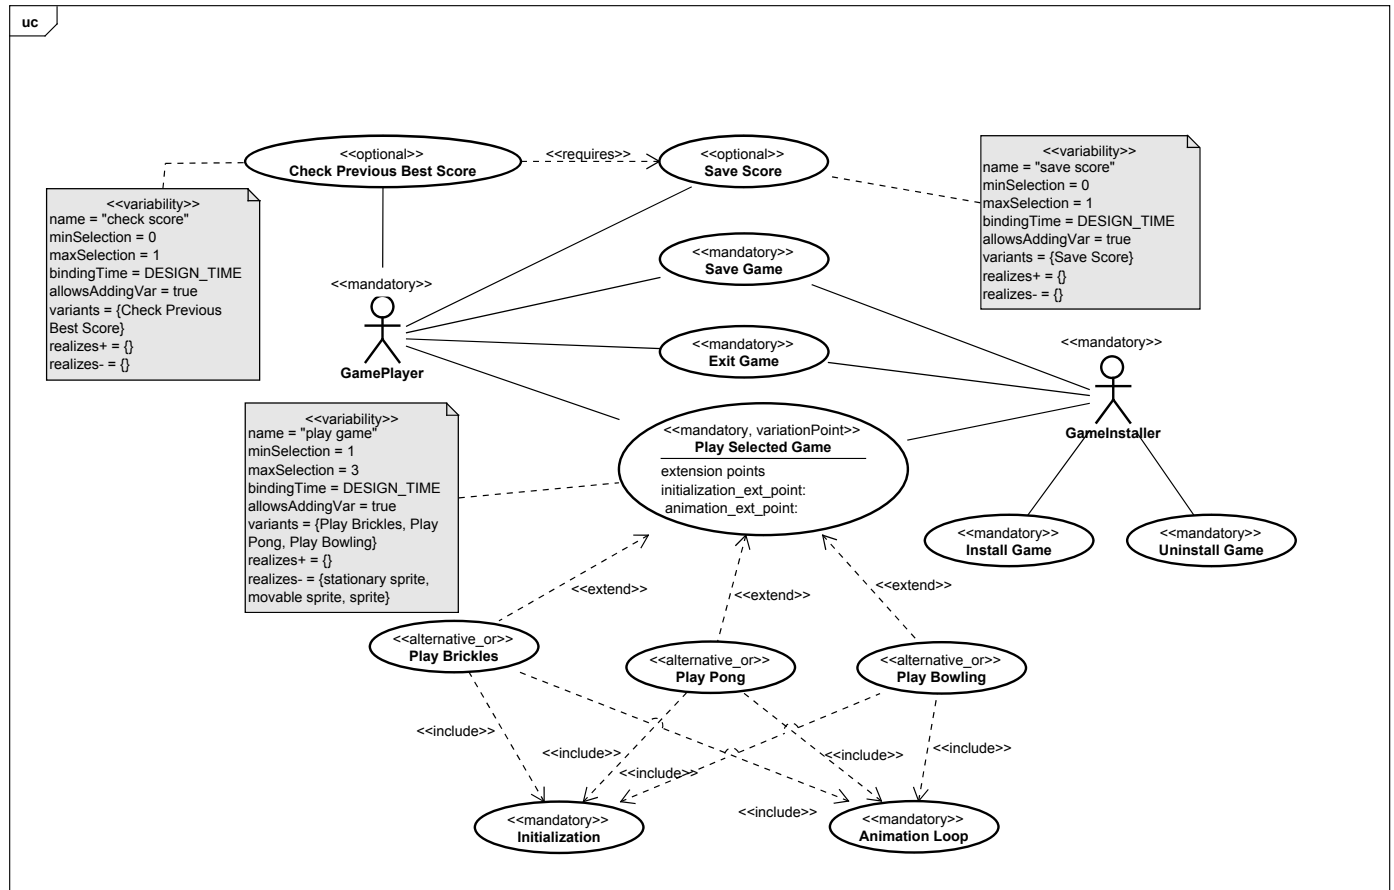 uc
<<optional>>
Check Previous Best Score
<<requires>>
<<optional>>
Save Score
<<variability>>
name = "save score"
minSelection = 0
maxSelection = 1
bindingTime = DESIGN_TIME
allowsAddingVar = true
variants = {Save Score}
realizes+ = {}
realizes- = {}
<<variability>>
name = "check score"
minSelection = 0
maxSelection = 1
bindingTime = DESIGN_TIME
allowsAddingVar = true
variants = {Check Previous
Best Score}
realizes+ = {}
realizes- = {}
<<mandatory>>
GamePlayer
<<mandatory>>
Save Game
<<mandatory>>
Exit Game
<<mandatory>>
GameInstaller
<<variability>>
name = "play game"
minSelection = 1
maxSelection = 3
bindingTime = DESIGN_TIME
allowsAddingVar = true
variants = {Play Brickles, Play
Pong, Play Bowling}
realizes+ = {}
realizes- = {stationary sprite,
movable sprite, sprite}
<<mandatory, variationPoint>>
Play Selected Game
extension points
initialization_ext_point:
animation_ext_point:
<<mandatory>>
Install Game
<<mandatory>>
Uninstall Game
<<extend>>
<<extend>>
<<extend>>
<<alternative_or>>
Play Brickles
<<alternative_or>>
Play Pong
<<alternative_or>>
Play Bowling
<<include>>
<<include>>
<<include>>
<<include>>
<<include>>
<<include>>
<<mandatory>>
Initialization
<<mandatory>>
Animation Loop